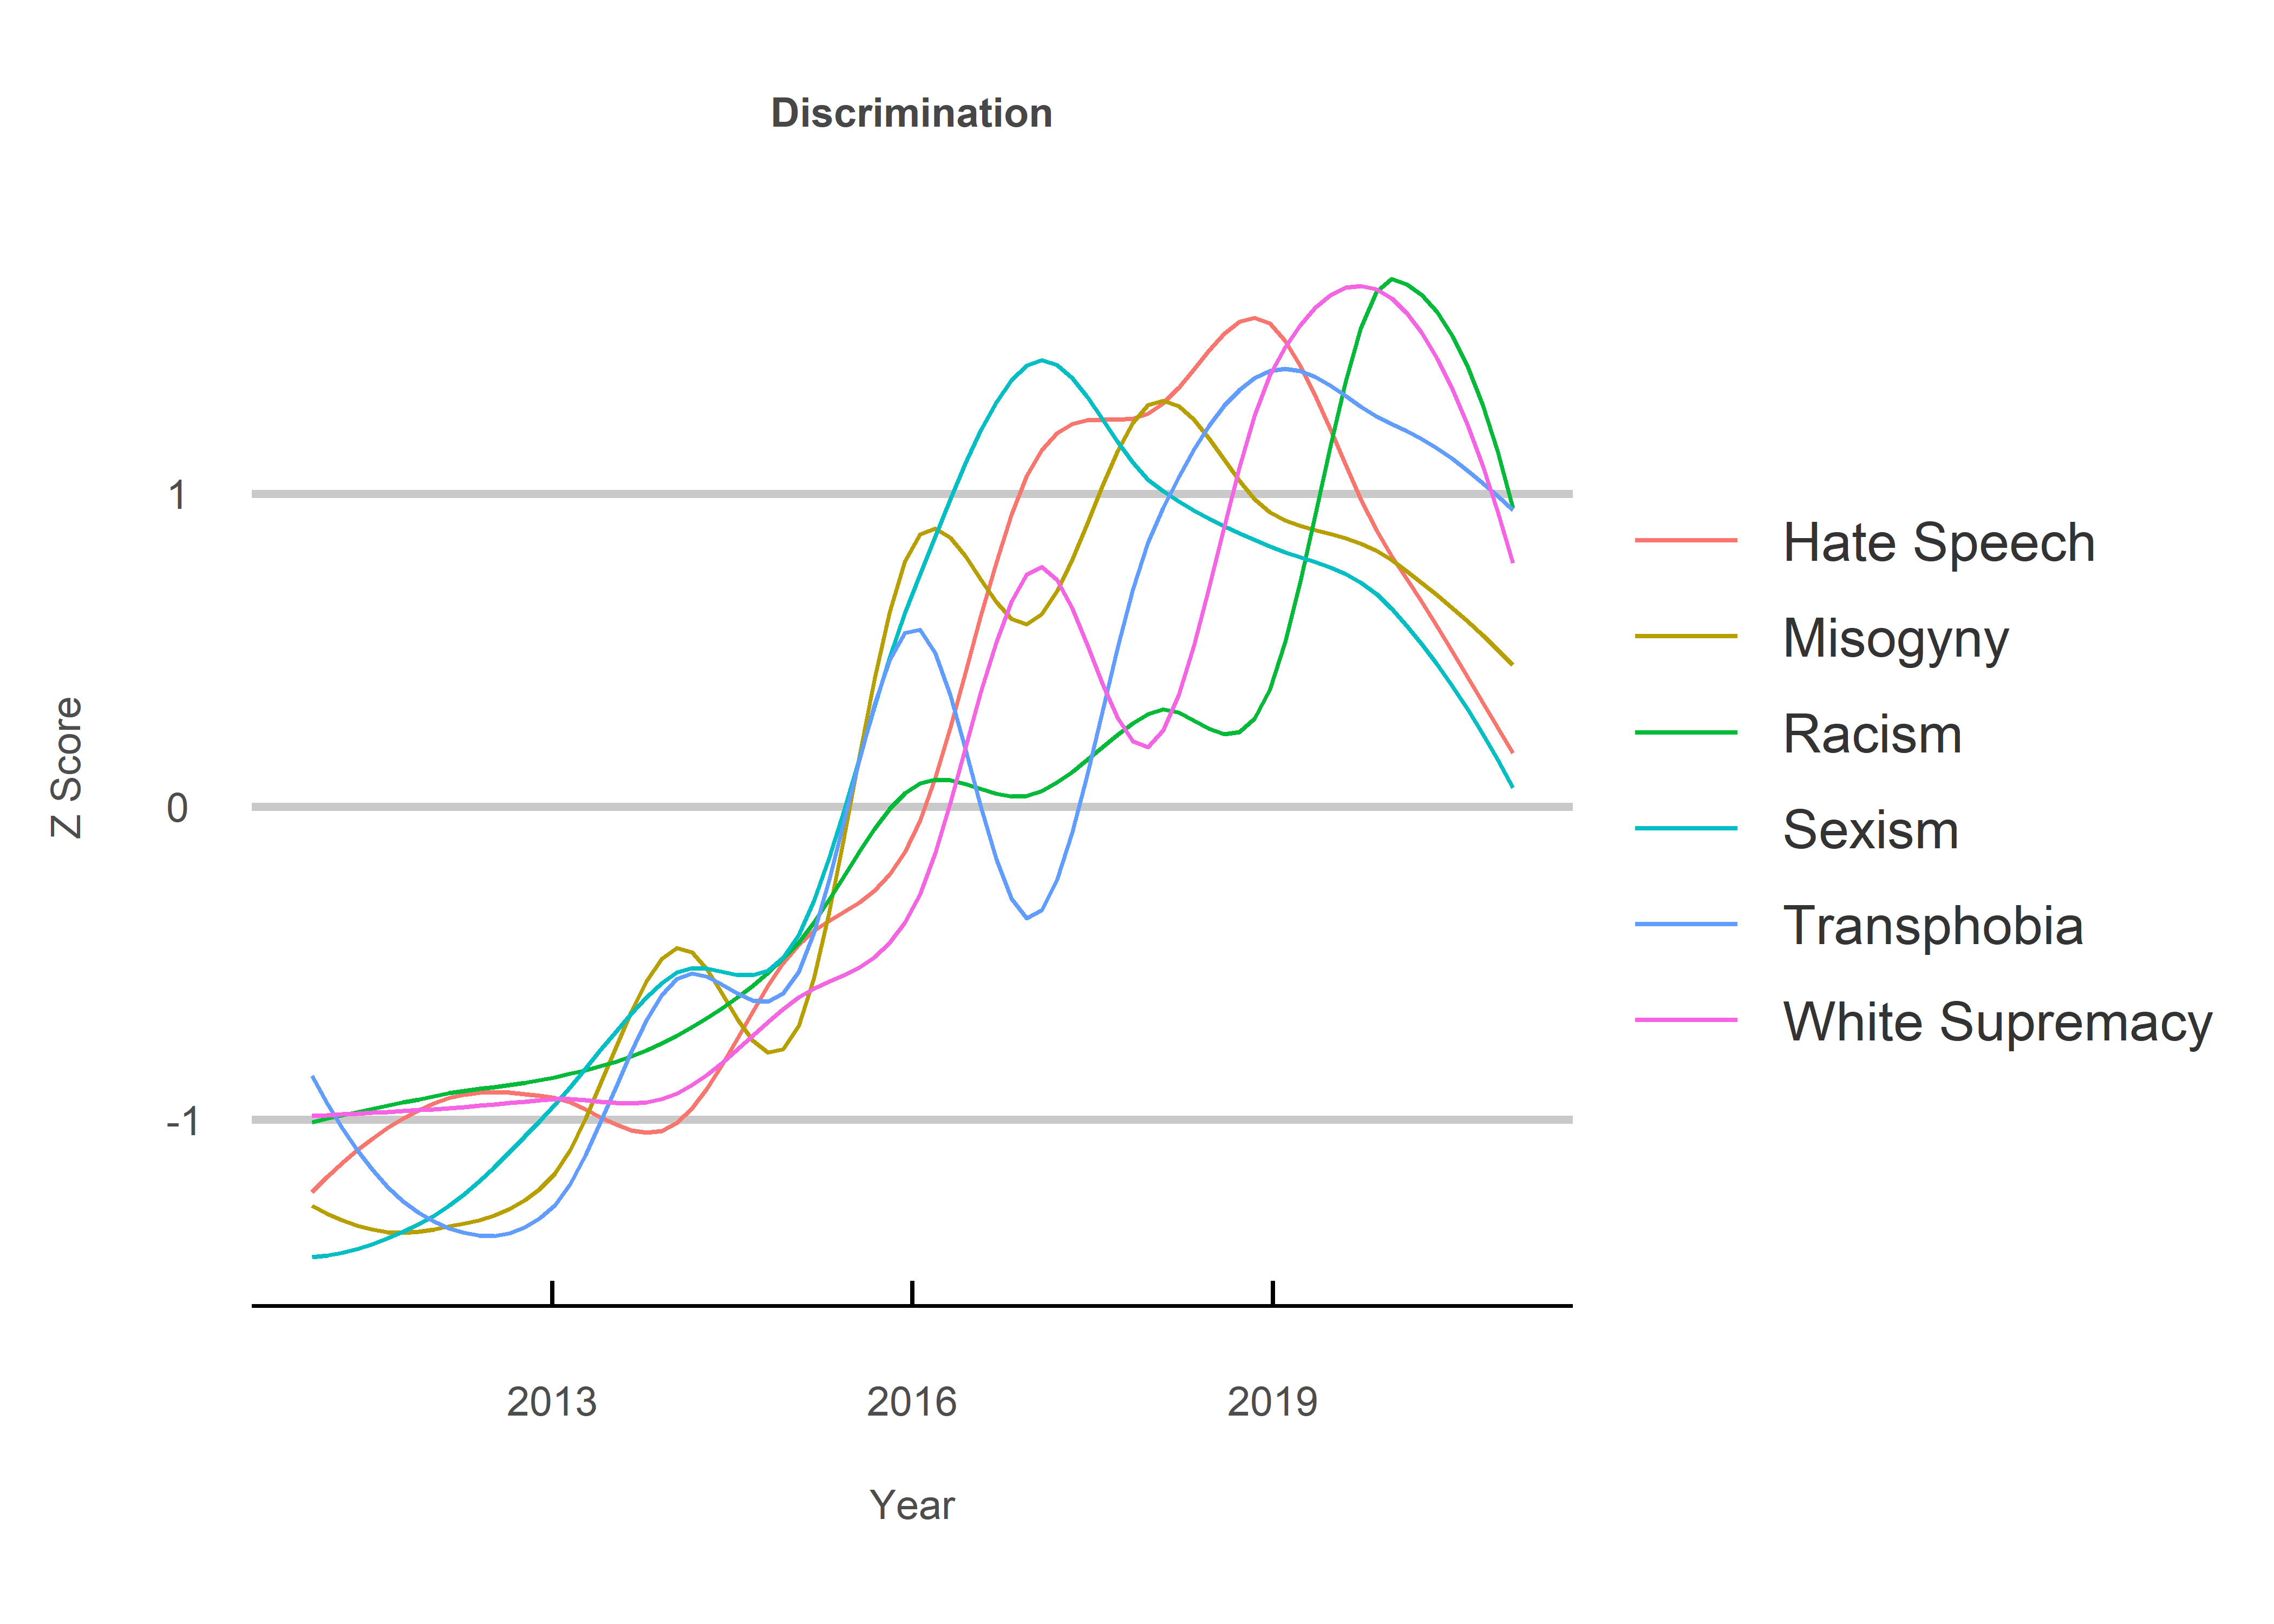 Discrimination
Z Score
1
0
-1
2013
2016
2019
Year
Hate Speech
Misogyny
Racism
Sexism
Transphobia
White Supremacy